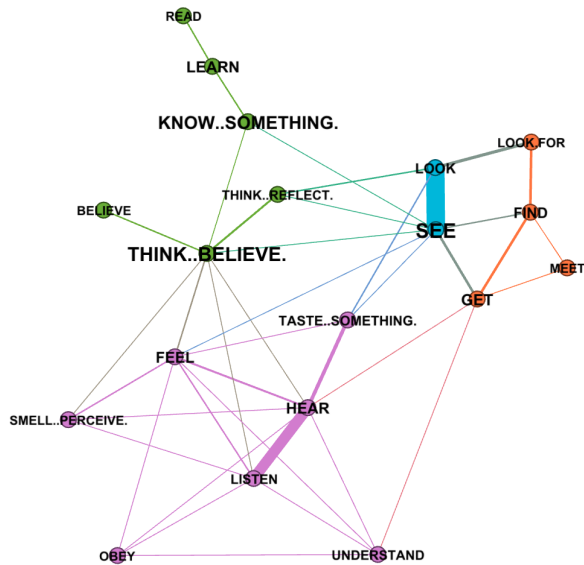 READ
LEARN
KNOW..SOMETHING.
LOOK.FOR
LOOK
THINK..REFLECT.
BELIEVE
FIND
SEE
THINK..BELIEVE.
MEET
GET
TASTE..SOMETHING.
FEEL
HEAR
SMELL..PERCEIVE.
LISTEN
OBEY
UNDERSTAND